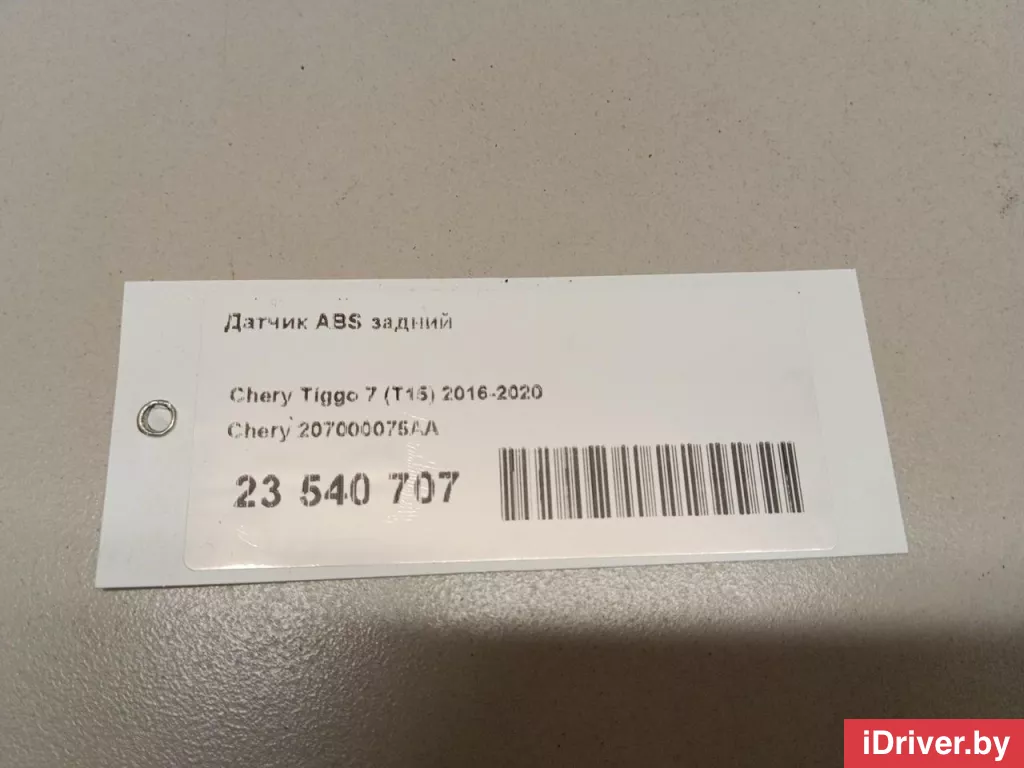 Датчик ABS задний
Chery Tiggo 7 (T15) 2016-2020
Chery 207000075AA
23 540 707
iDriver.by